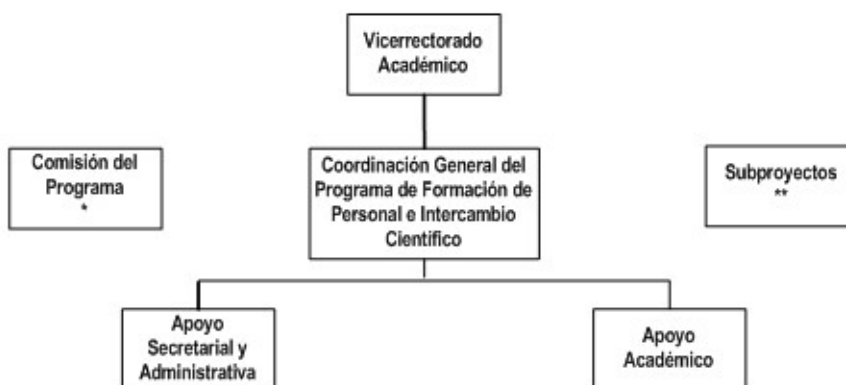 Vicerrectorado
Académico
Comisión del
Programa
*
Coordinación General del
Programa de Formación de
Personal e Intercambio
Científico
Subproyectos
**
Apoyo
Secretarial y
Administrativa
Apoyo
Académico